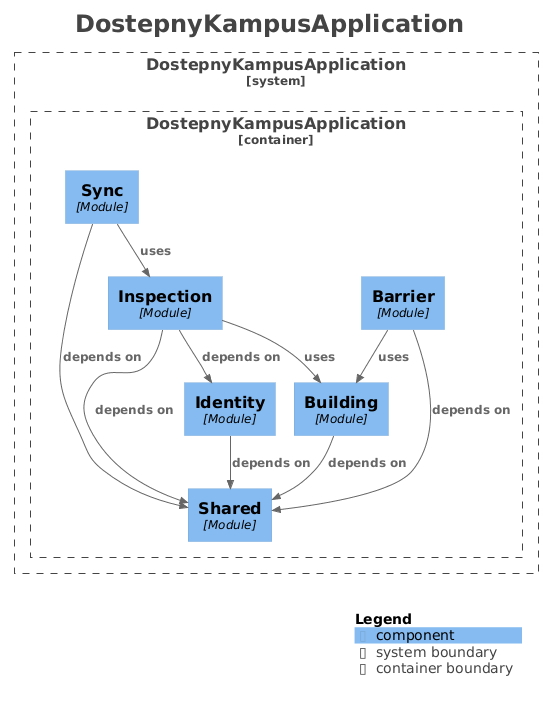 DostepnyKampusApplication
DostepnyKampusApplication
[system]
DostepnyKampusApplication
[container]
Sync
[Module]
uses
Inspection
[Module]
Barrier
[Module]
depends on
depends on
uses
uses
depends on
Identity
[Module]
Building
[Module]
depends on
depends on
depends on
Shared
[Module]
Legend
component
system boundary
container boundary